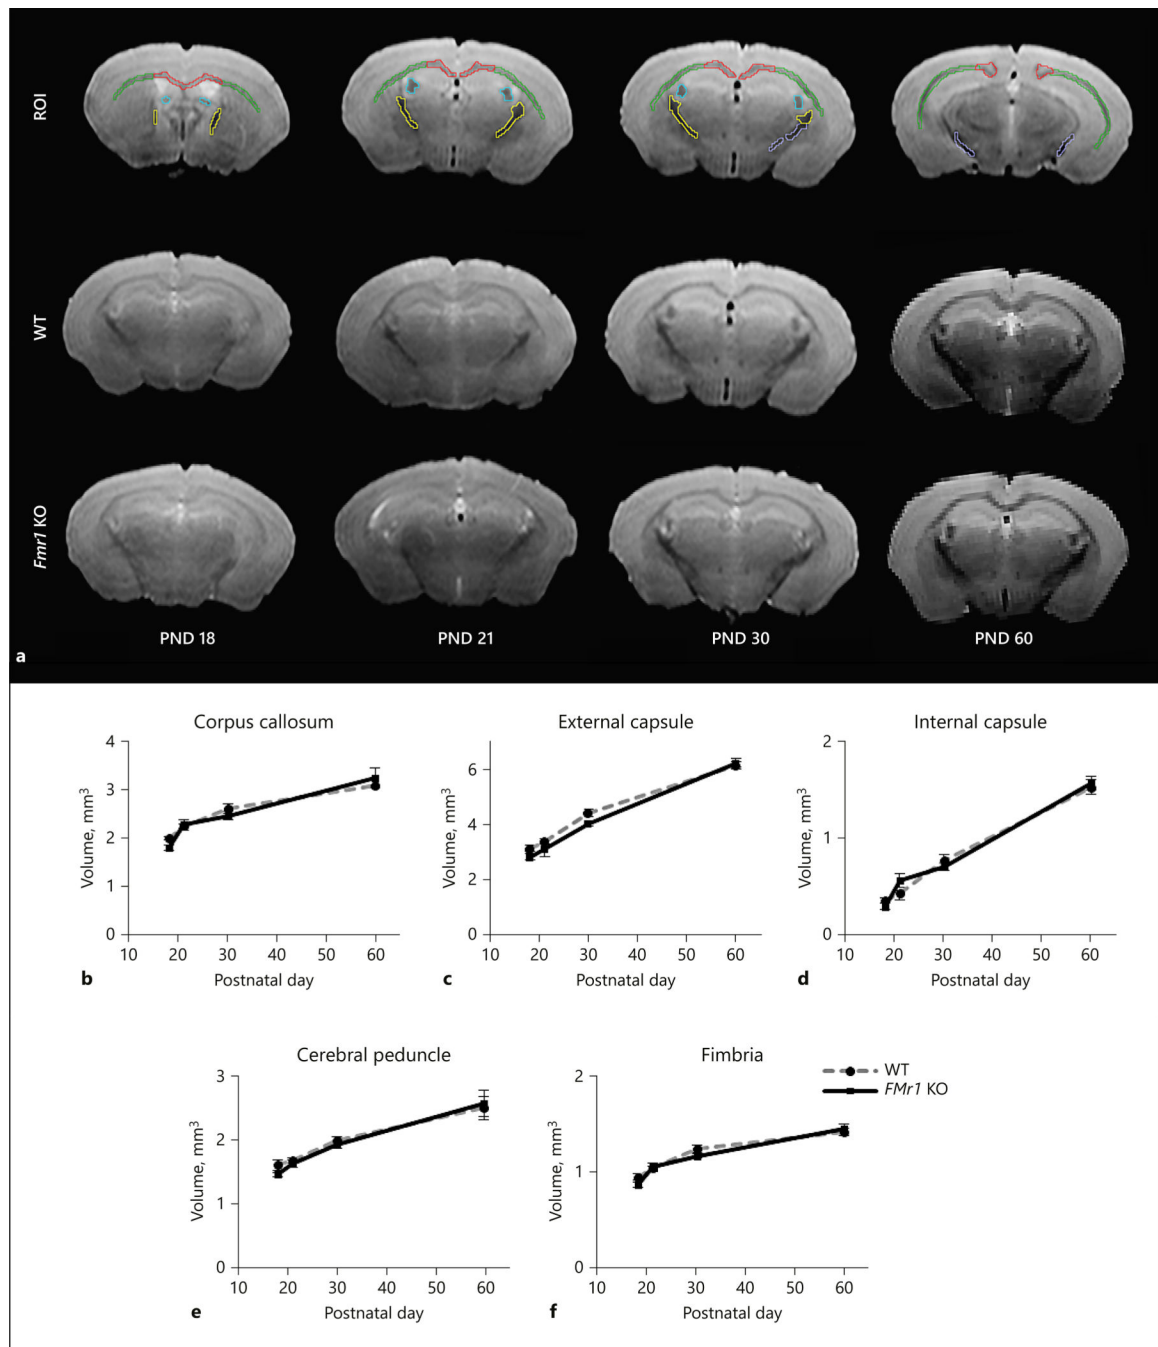 ROI
WT
Fmr1 KO
PND 18 PND 21 PND 30 PND 60
a
Corpus callosum
4
3
2
1
0
Volume, mm³
10 20 30 40 50 60
Postnatal day
b
External capsule
6
4
2
0
Volume, mm³
10 20 30 40 50 60
Postnatal day
c
Internal capsule
2
1
0
Volume, mm³
10 20 30 40 50 60
Postnatal day
d
Cerebral peduncle
3
2
1
0
Volume, mm³
10 20 30 40 50 60
Postnatal day
e
Fimbria
2
1
0
Volume, mm³
10 20 30 40 50 60
Postnatal day
f
WT
FMr1 KO